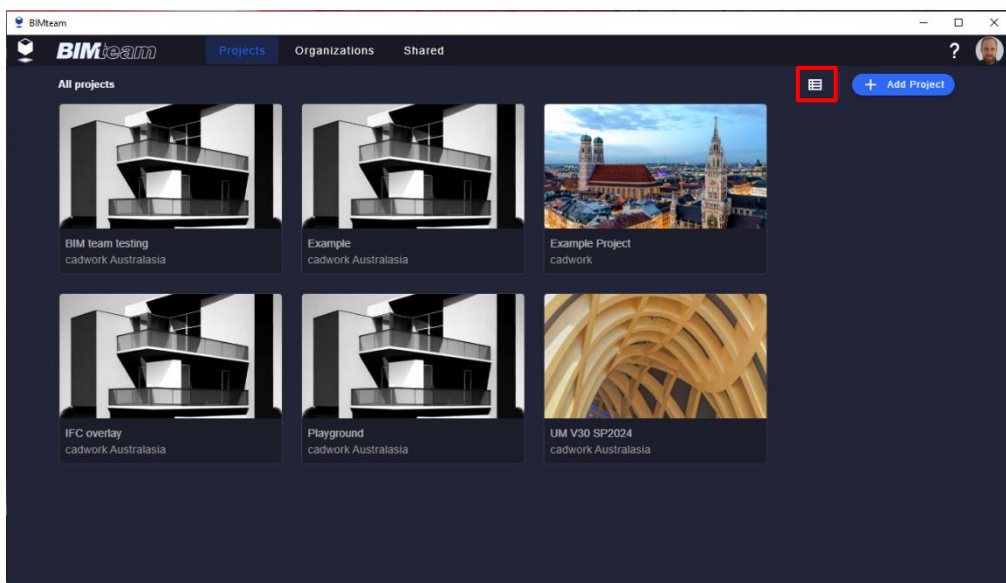 BIMteam
BIMteam
Projects
Organizations
Shared
?
All projects
+ Add Project
BIM team testing
cadwork Australasia
Example
cadwork Australasia
Example Project
cadwork
IFC overlay
cadwork Australasia
Playground
cadwork Australasia
UM V30 SP2024
cadwork Australasia